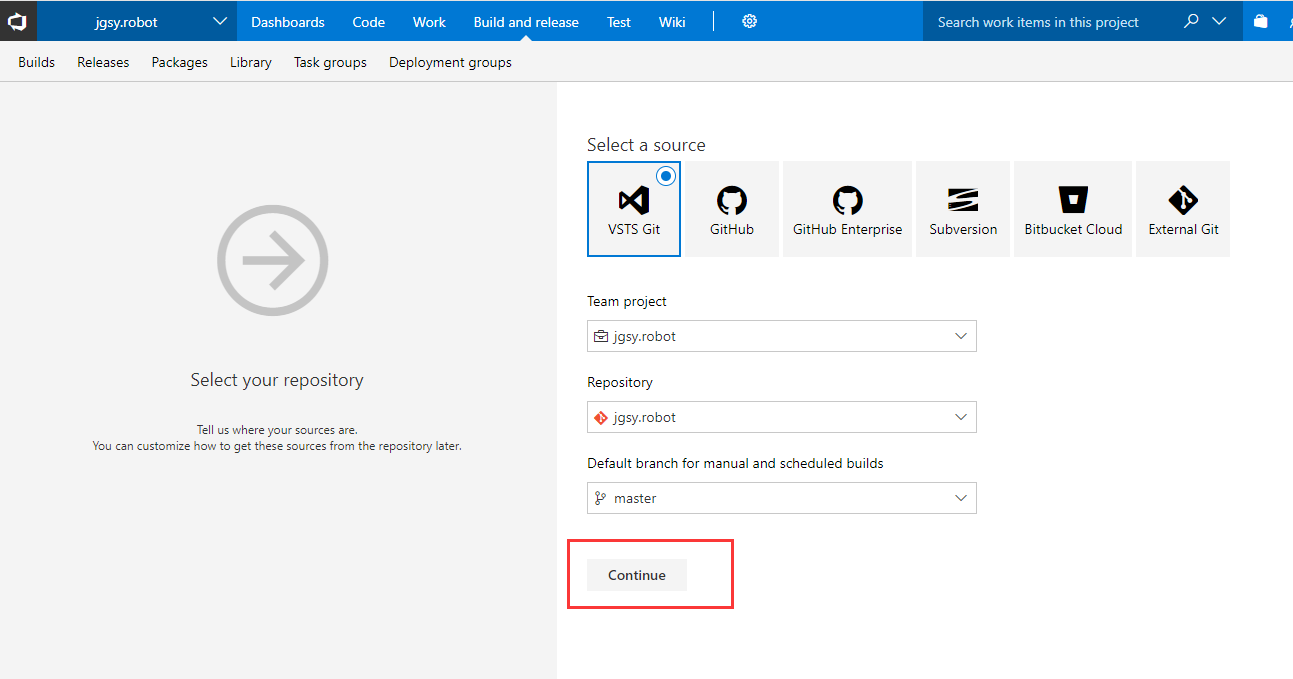 jgsy.robot Dashboards Code Work Build and release Test Wiki Search work items in this project
Builds Releases Packages Library Task groups Deployment groups
Select your repository
Tell us where your sources are.
You can customize how to get these sources from the repository later.
Select a source
VSTS Git GitHub GitHub Enterprise Subversion Bitbucket Cloud External Git
Team project
jgsy.robot
Repository
jgsy.robot
Default branch for manual and scheduled builds
master
Continue